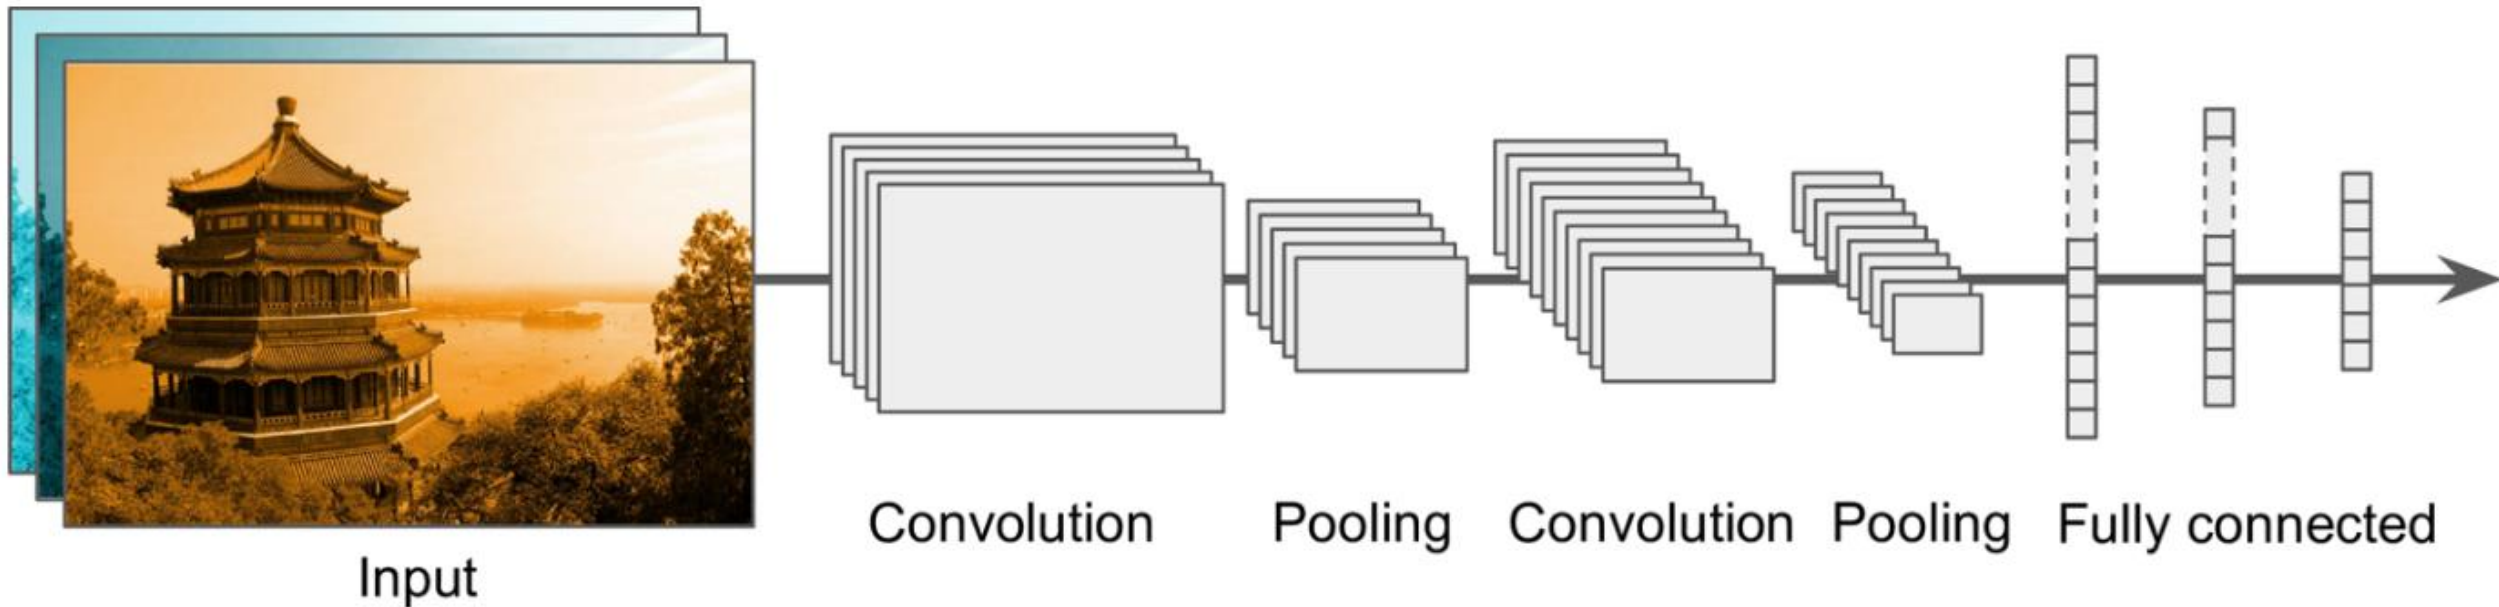 Input
Convolution
Pooling
Convolution
Pooling
Fully connected